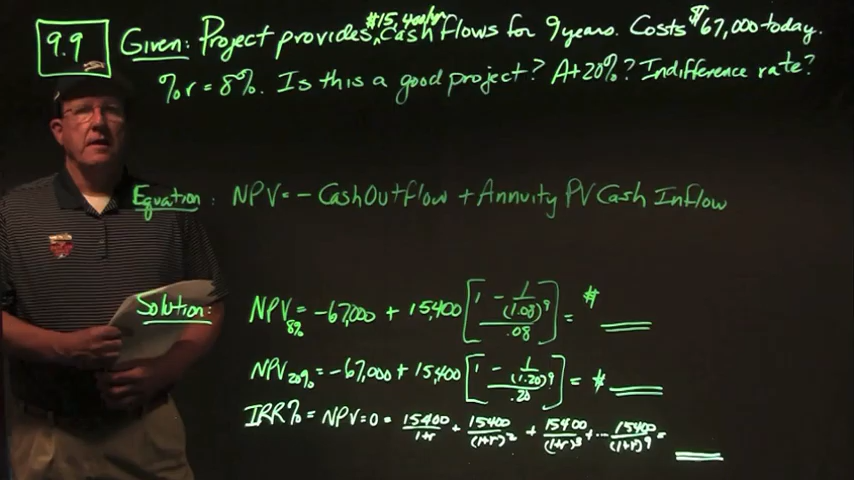 9.9 Given: Project provides $15,400/yr cash flows for 9 years. Costs $67,000 today.
%r = 8%. Is this a good project? At 20%? Indifference rate?
Equation: NPV = - Cash Outflow + Annuity PV Cash Inflow
Solution: NPV8% = -67,000 + 15,400 [1 - 1/(1.08)^9 / .08] = $ ___
NPV20% = -67,000 + 15,400 [1 - 1/(1.20)^9 / .20] = $ ___
IRR% = NPV = 0 = 15400/1+r + 15400/(1+r)^2 + 15400/(1+r)^3 + ... 15400/(1+r)^9 = ___